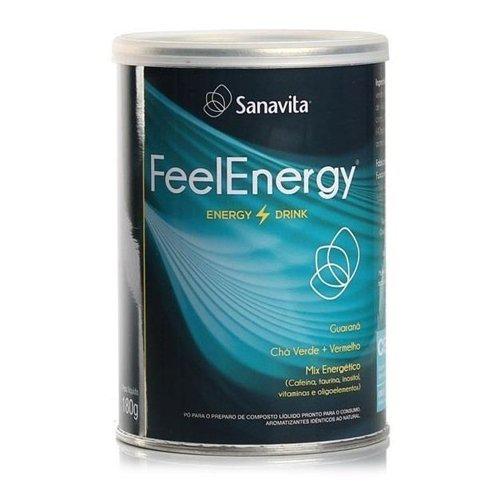 Sanavita
FeelEnergy®
ENERGY DRINK
Guaraná
Chá Verde + Vermelho
Mix Energético
(Cafeína, taurina, inositol,
vitaminas e oligoelementos)
PÓ PARA O PREPARO DE COMPOSTO LÍQUIDO PRONTO PARA O CONSUMO.
AROMATIZANTES IDÊNTICOS AO NATURAL.
180g